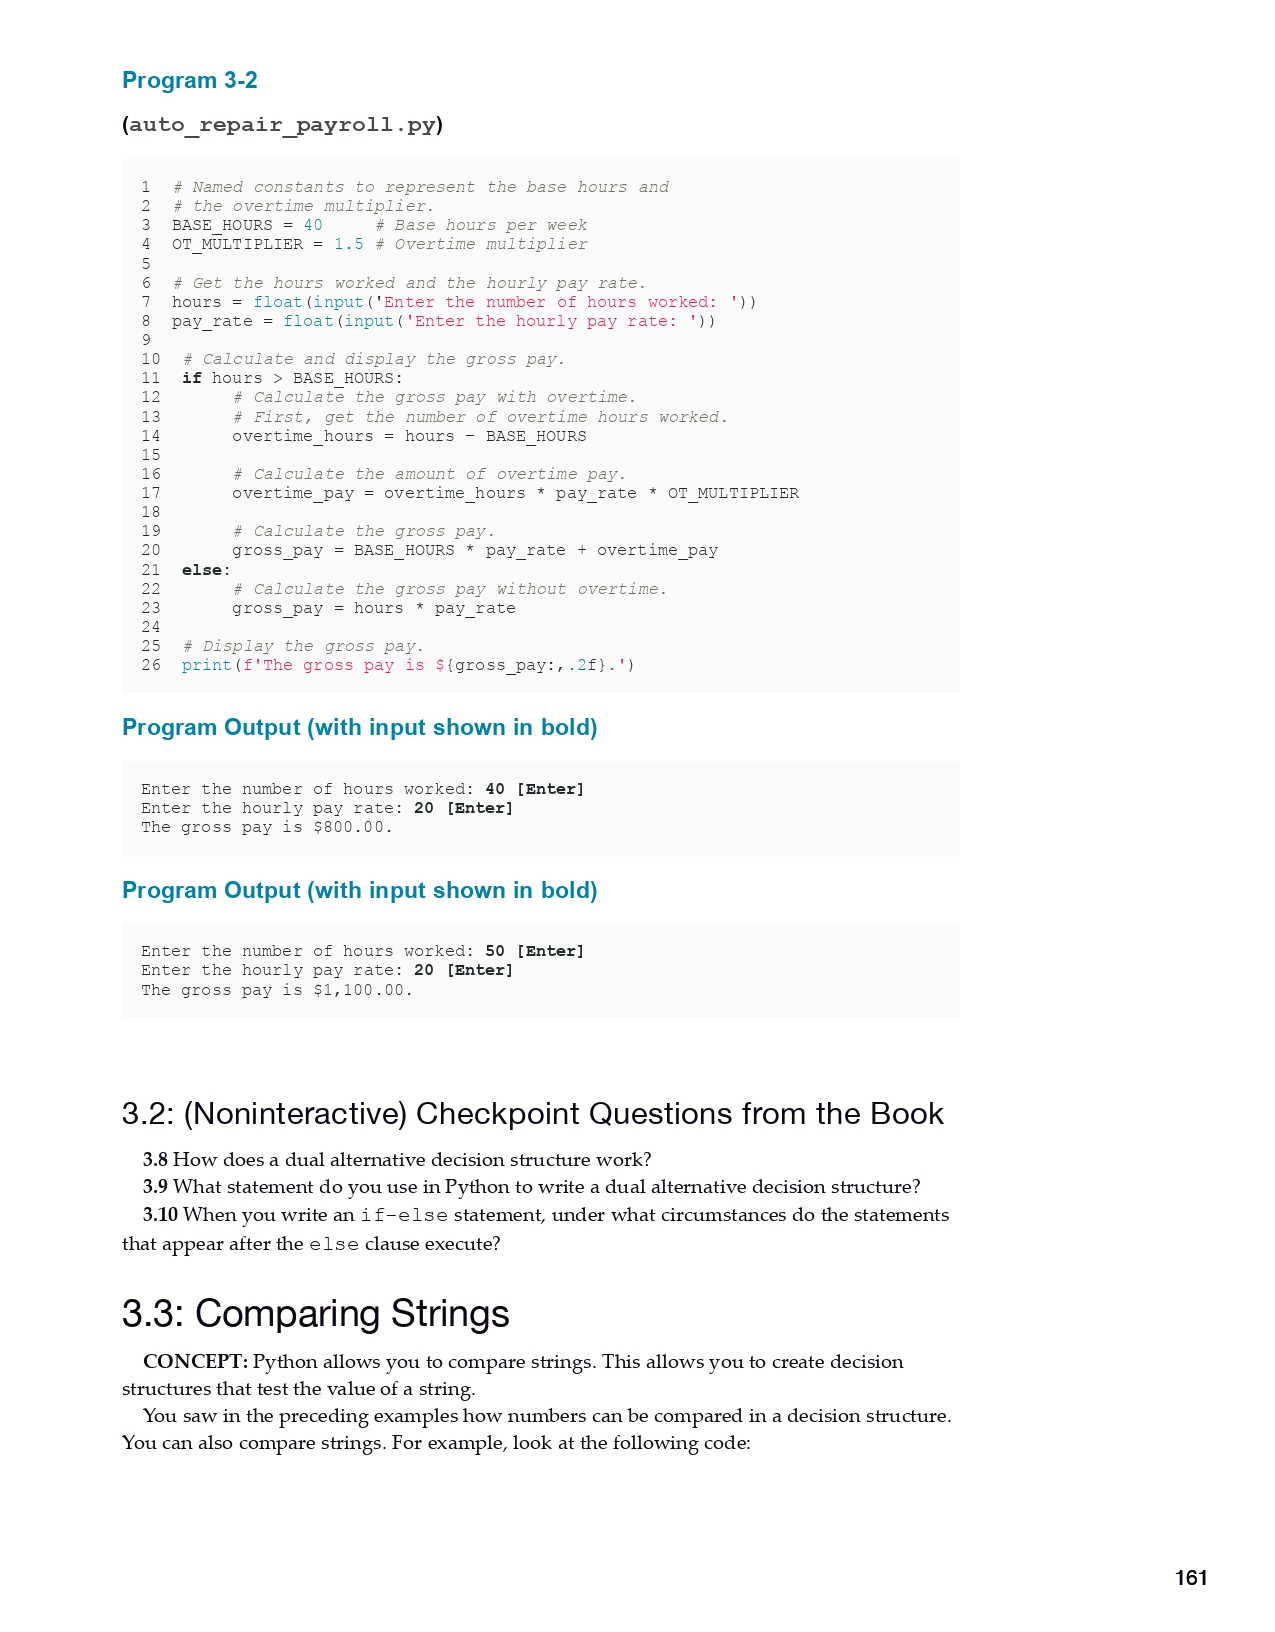 Program 3-2
(auto_repair_payroll.py)
1  # Named constants to represent the base hours and
2  # the overtime multiplier.
3  BASE_HOURS = 40     # Base hours per week
4  OT_MULTIPLIER = 1.5 # Overtime multiplier
5
6  # Get the hours worked and the hourly pay rate.
7  hours = float(input('Enter the number of hours worked: '))
8  pay_rate = float(input('Enter the hourly pay rate: '))
9
10  # Calculate and display the gross pay.
11  if hours > BASE_HOURS:
12       # Calculate the gross pay with overtime.
13       # First, get the number of overtime hours worked.
14       overtime_hours = hours − BASE_HOURS
15
16       # Calculate the amount of overtime pay.
17       overtime_pay = overtime_hours * pay_rate * OT_MULTIPLIER
18
19       # Calculate the gross pay.
20       gross_pay = BASE_HOURS * pay_rate + overtime_pay
21  else:
22       # Calculate the gross pay without overtime.
23       gross_pay = hours * pay_rate
24
25  # Display the gross pay.
26  print(f'The gross pay is ${gross_pay:,.2f}.')
Program Output (with input shown in bold)
Enter the number of hours worked: 40 [Enter]
Enter the hourly pay rate: 20 [Enter]
The gross pay is $800.00.
Program Output (with input shown in bold)
Enter the number of hours worked: 50 [Enter]
Enter the hourly pay rate: 20 [Enter]
The gross pay is $1,100.00.
3.2: (Noninteractive) Checkpoint Questions from the Book
3.8 How does a dual alternative decision structure work?
3.9 What statement do you use in Python to write a dual alternative decision structure?
3.10 When you write an if-else statement, under what circumstances do the statements
that appear after the else clause execute?
3.3: Comparing Strings
CONCEPT: Python allows you to compare strings. This allows you to create decision
structures that test the value of a string.
You saw in the preceding examples how numbers can be compared in a decision structure.
You can also compare strings. For example, look at the following code:
161